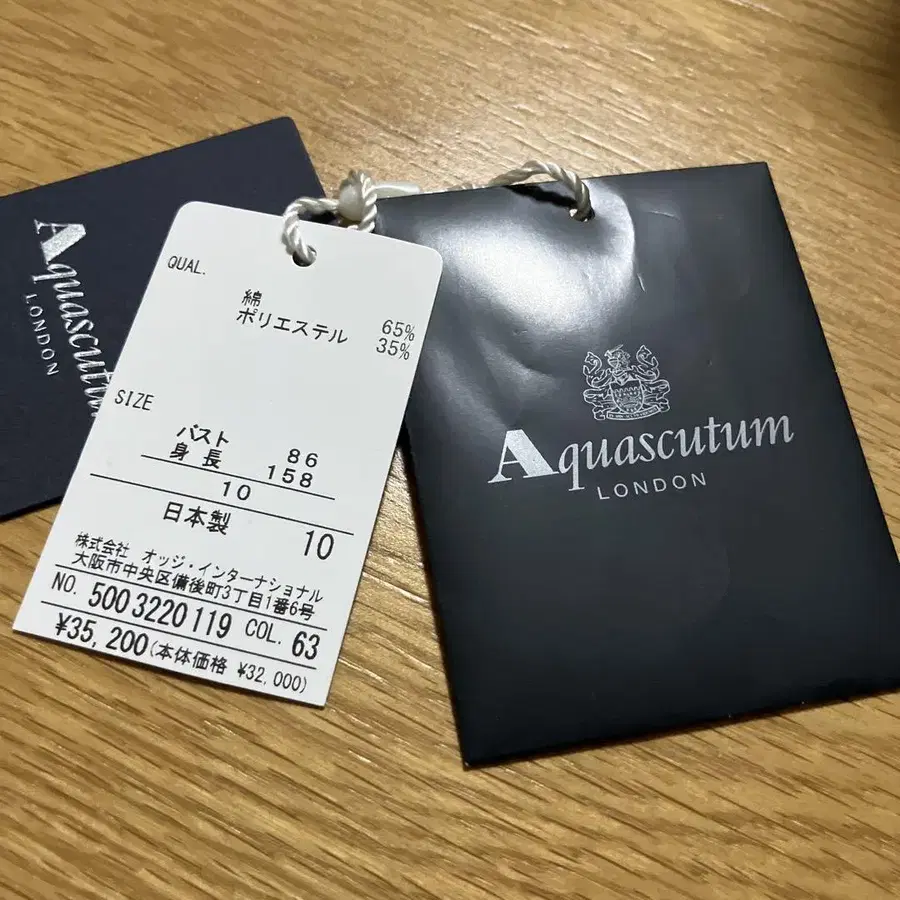 Aquascutum
LONDON
QUAL.
綿 65%
ポリエステル 35%
SIZE
バスト 86
身長 158
10
日本製 10
株式会社 オッジ・インターナショナル
大阪市中央区備後町3丁目1番6号
NO. 5003220119 COL. 63
¥35,200(本体価格 ¥32,000)
Aquascutum
LONDON